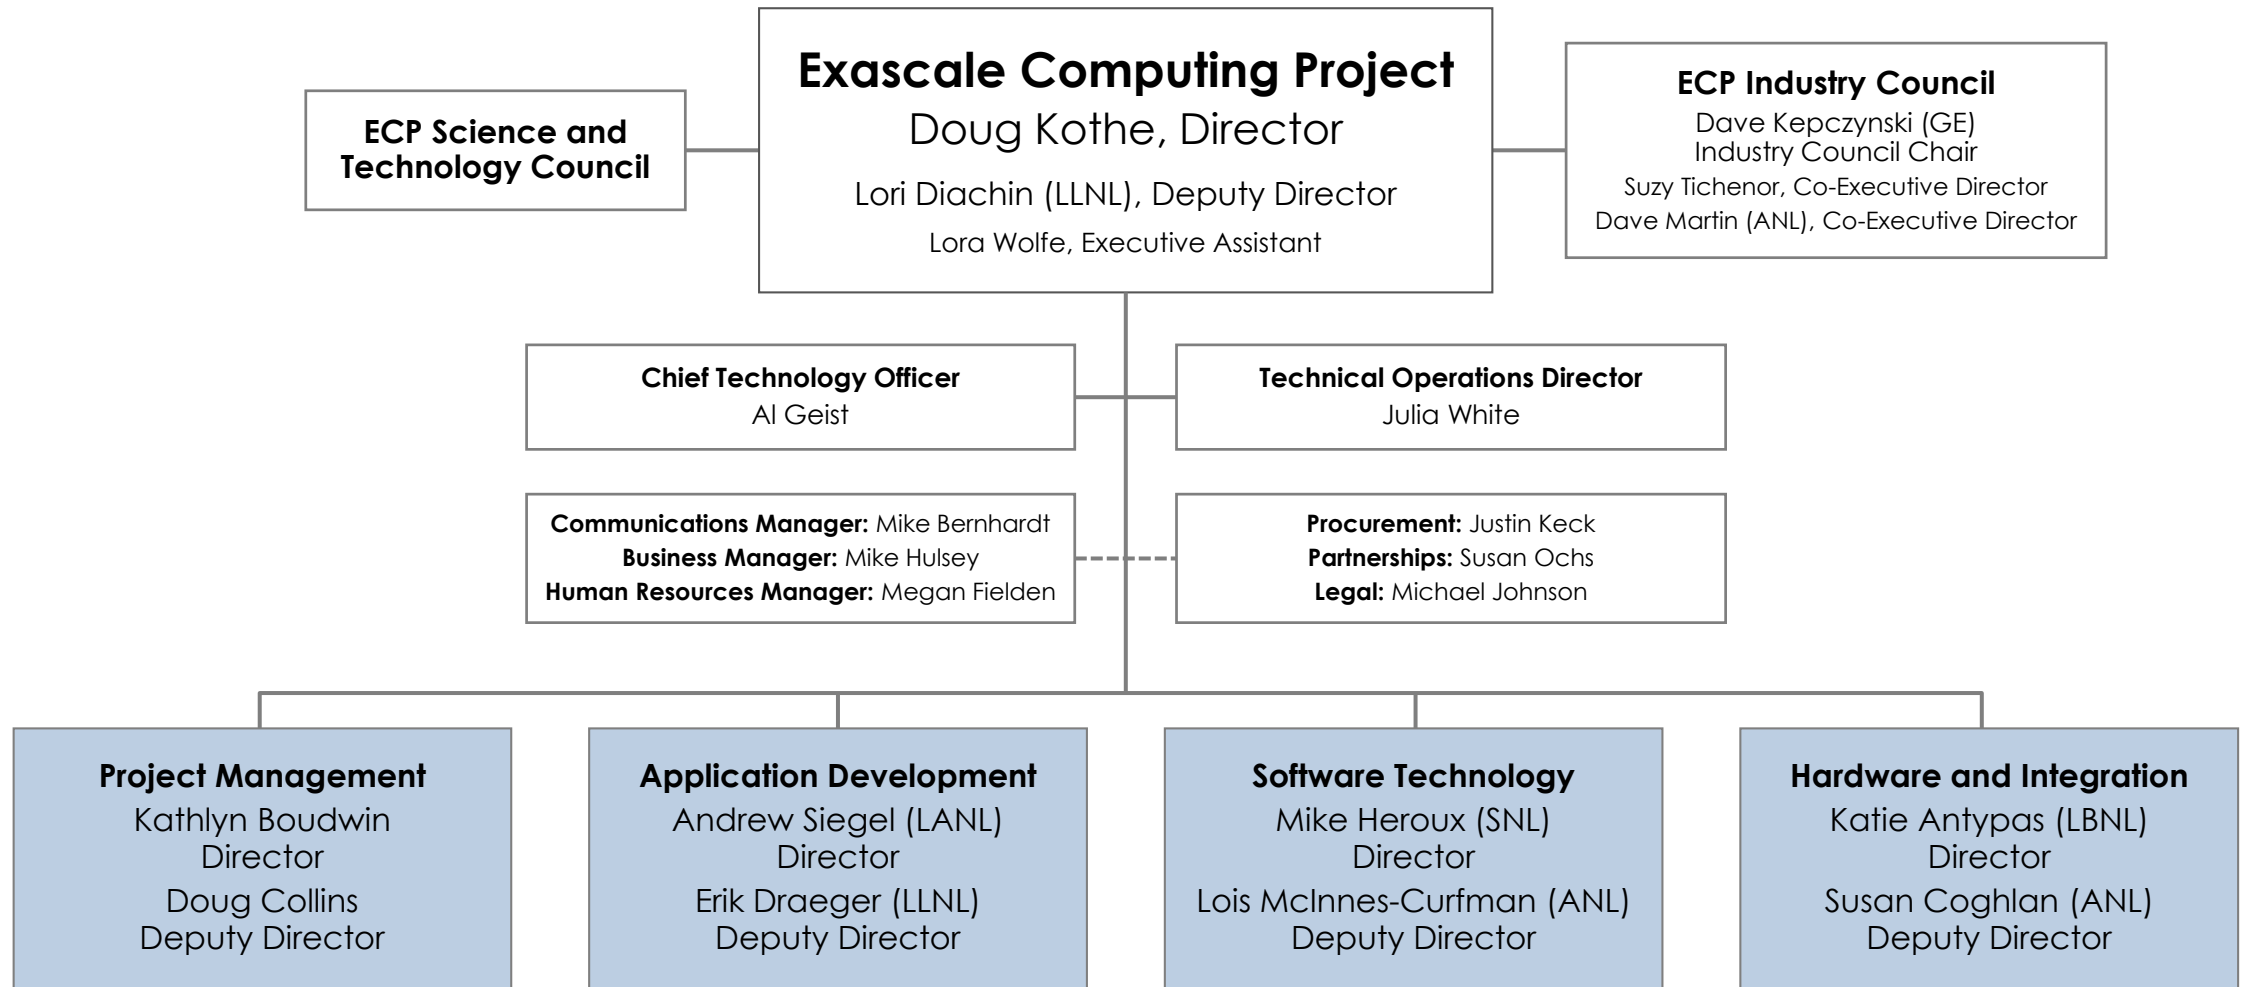 Exascale Computing Project
Doug Kothe, Director
Lori Diachin (LLNL), Deputy Director
Lora Wolfe, Executive Assistant
ECP Science and
Technology Council
ECP Industry Council
Dave Kepczynski (GE)
Industry Council Chair
Suzy Tichenor, Co-Executive Director
Dave Martin (ANL), Co-Executive Director
Chief Technology Officer
Al Geist
Technical Operations Director
Julia White
Communications Manager: Mike Bernhardt
Business Manager: Mike Hulsey
Human Resources Manager: Megan Fielden
Procurement: Justin Keck
Partnerships: Susan Ochs
Legal: Michael Johnson
Project Management
Kathlyn Boudwin
Director
Doug Collins
Deputy Director
Application Development
Andrew Siegel (LANL)
Director
Erik Draeger (LLNL)
Deputy Director
Software Technology
Mike Heroux (SNL)
Director
Lois McInnes-Curfman (ANL)
Deputy Director
Hardware and Integration
Katie Antypas (LBNL)
Director
Susan Coghlan (ANL)
Deputy Director